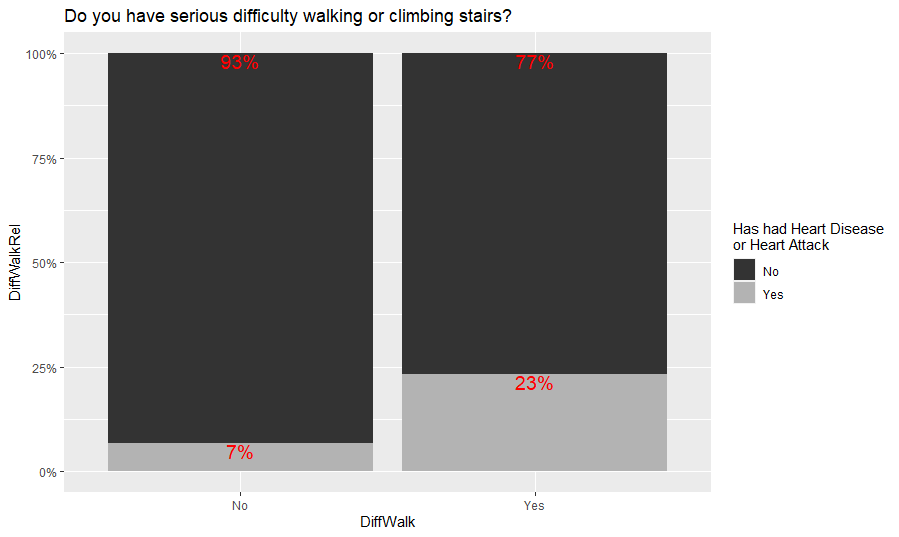 Do you have serious difficulty walking or climbing stairs?
100%
75%
50%
25%
0%
DiffWalkRel
93%
77%
7%
23%
No
Yes
DiffWalk
Has had Heart Disease
or Heart Attack
No
Yes